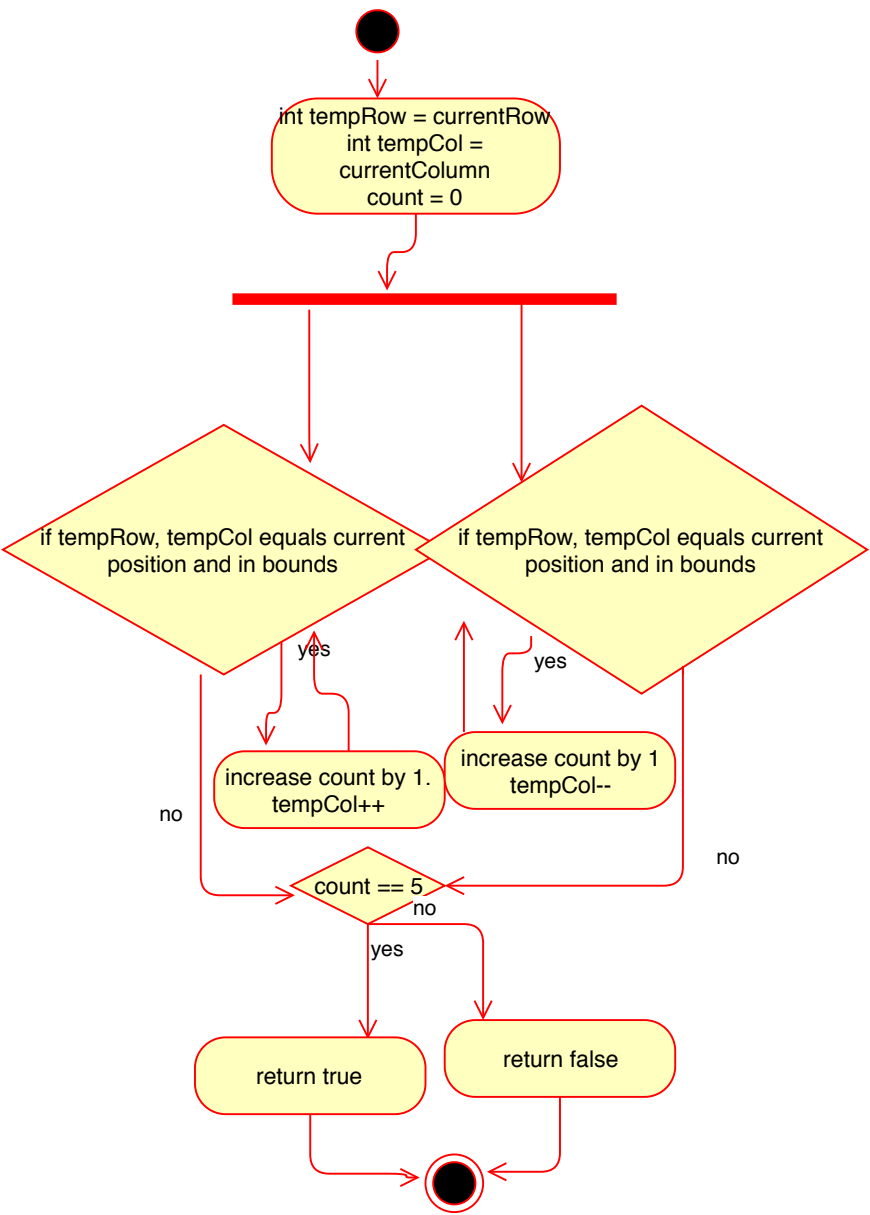 int tempRow = currentRow
int tempCol =
currentColumn
count = 0
if tempRow, tempCol equals current
position and in bounds
if tempRow, tempCol equals current
position and in bounds
yes
yes
increase count by 1.
tempCol++
increase count by 1
tempCol--
no
no
count == 5
no
yes
return true
return false